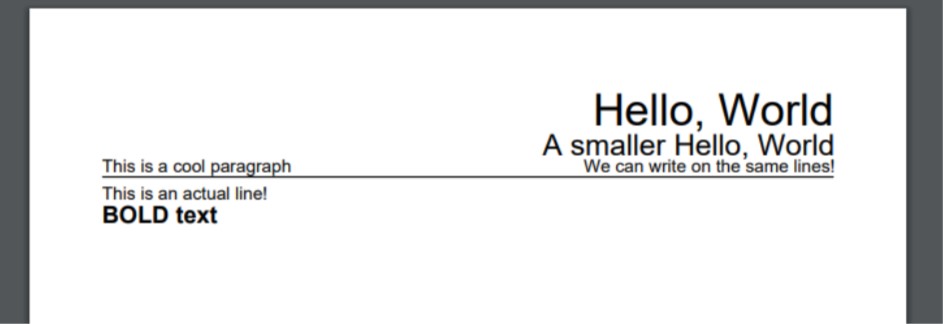 Hello, World
A smaller Hello, World
This is a cool paragraph We can write on the same lines!
This is an actual line!
BOLD text